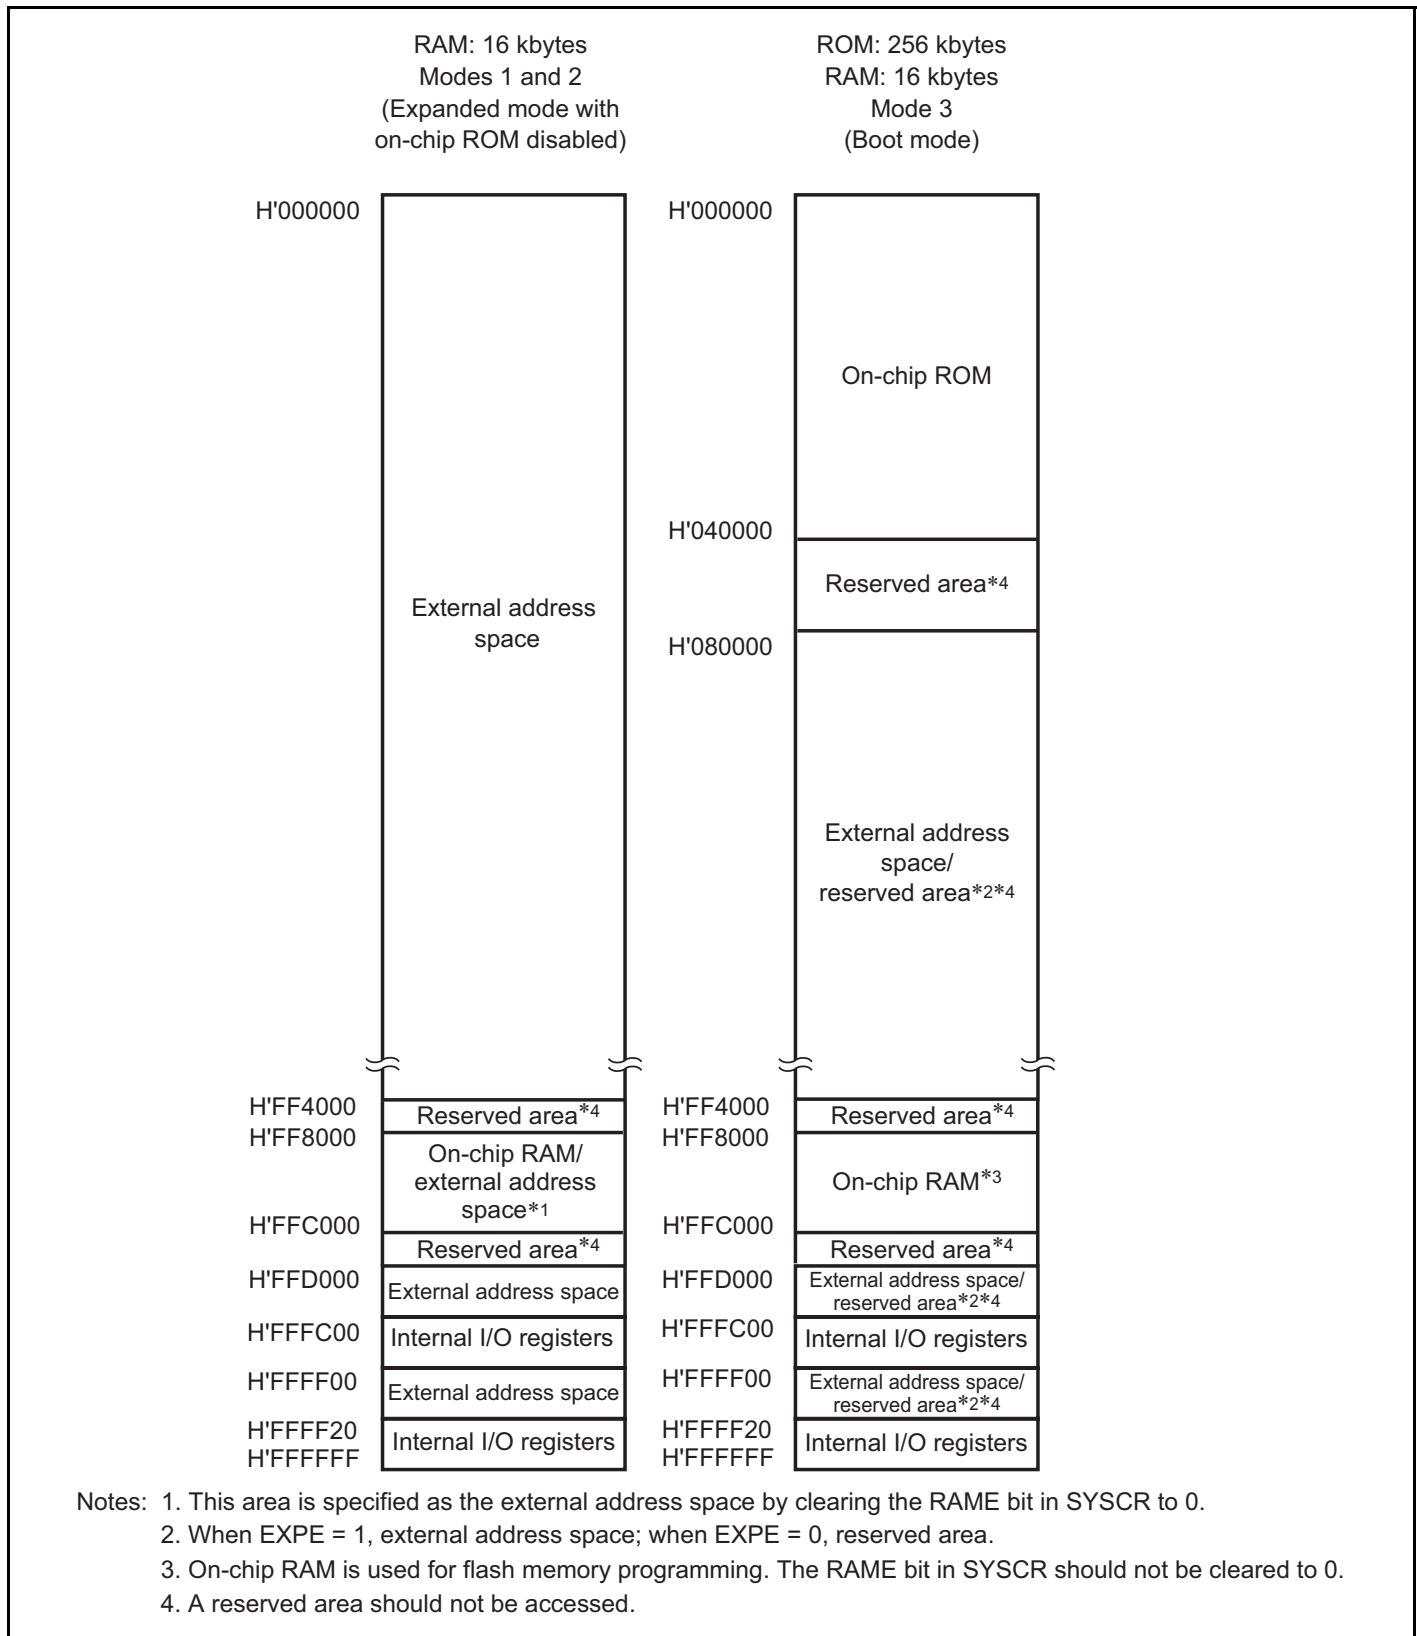 RAM: 16 kbytes
Modes 1 and 2
(Expanded mode with
on-chip ROM disabled)
H'000000
External address
space
H'FF4000
Reserved area*4
H'FF8000
On-chip RAM/
external address
space*1
H'FFC000
Reserved area*4
H'FFD000
External address space
H'FFFC00
Internal I/O registers
H'FFFF00
External address space
H'FFFF20
Internal I/O registers
H'FFFFFF
ROM: 256 kbytes
RAM: 16 kbytes
Mode 3
(Boot mode)
H'000000
On-chip ROM
H'040000
Reserved area*4
H'080000
External address
space/
reserved area*2*4
H'FF4000
Reserved area*4
H'FF8000
On-chip RAM*3
H'FFC000
Reserved area*4
H'FFD000
External address space/
reserved area*2*4
H'FFFC00
Internal I/O registers
H'FFFF00
External address space/
reserved area*2*4
H'FFFF20
Internal I/O registers
H'FFFFFF
Notes: 1. This area is specified as the external address space by clearing the RAME bit in SYSCR to 0.
2. When EXPE = 1, external address space; when EXPE = 0, reserved area.
3. On-chip RAM is used for flash memory programming. The RAME bit in SYSCR should not be cleared to 0.
4. A reserved area should not be accessed.